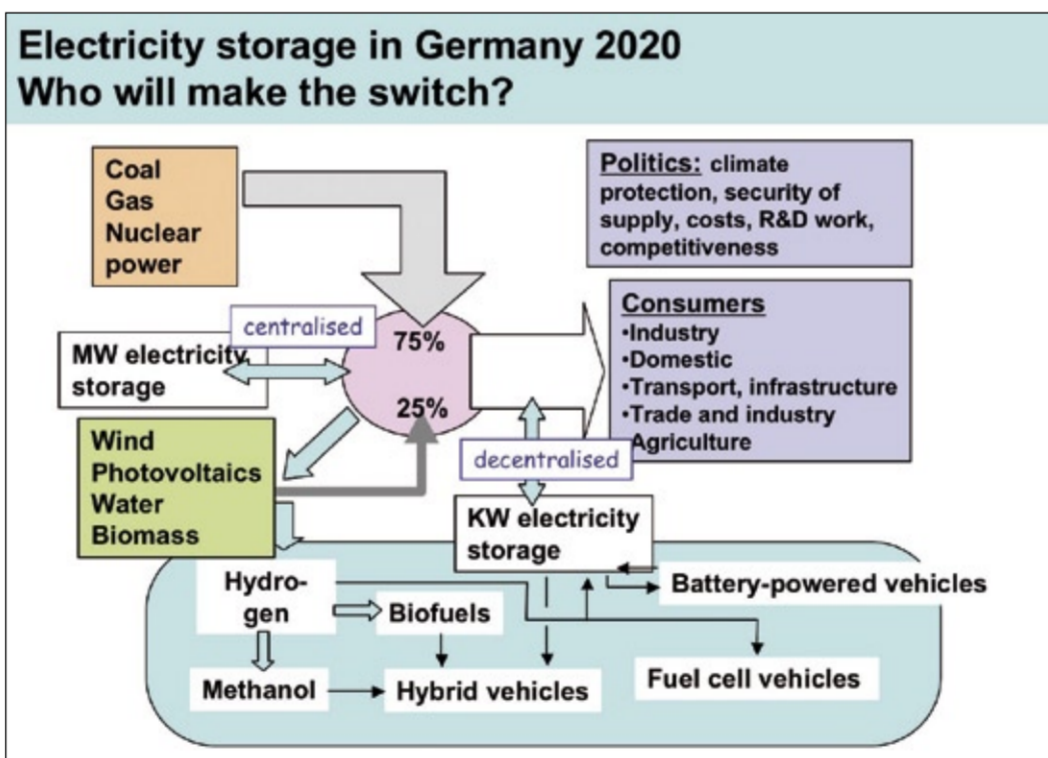 Electricity storage in Germany 2020
Who will make the switch?
Coal
Gas
Nuclear
power
Politics: climate
protection, security of
supply, costs, R&D work,
competitiveness
centralised
75%
MW electricity
storage
25%
Consumers
•Industry
•Domestic
•Transport, infrastructure
•Trade and industry
Agriculture
Wind
Photovoltaics
Water
Biomass
decentralised
KW electricity
storage
Hydro-
gen
Biofuels
Battery-powered vehicles
Methanol
Hybrid vehicles
Fuel cell vehicles